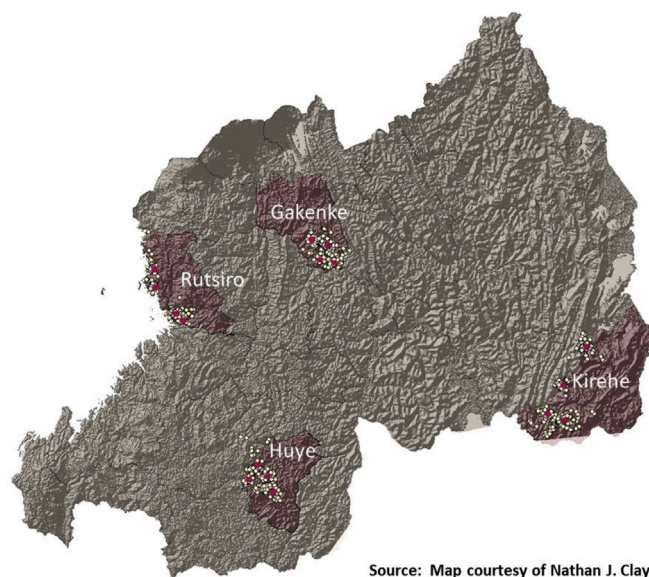 Gakenke
Rutsiro
Kirehe
Huye
Source: Map courtesy of Nathan J. Clay